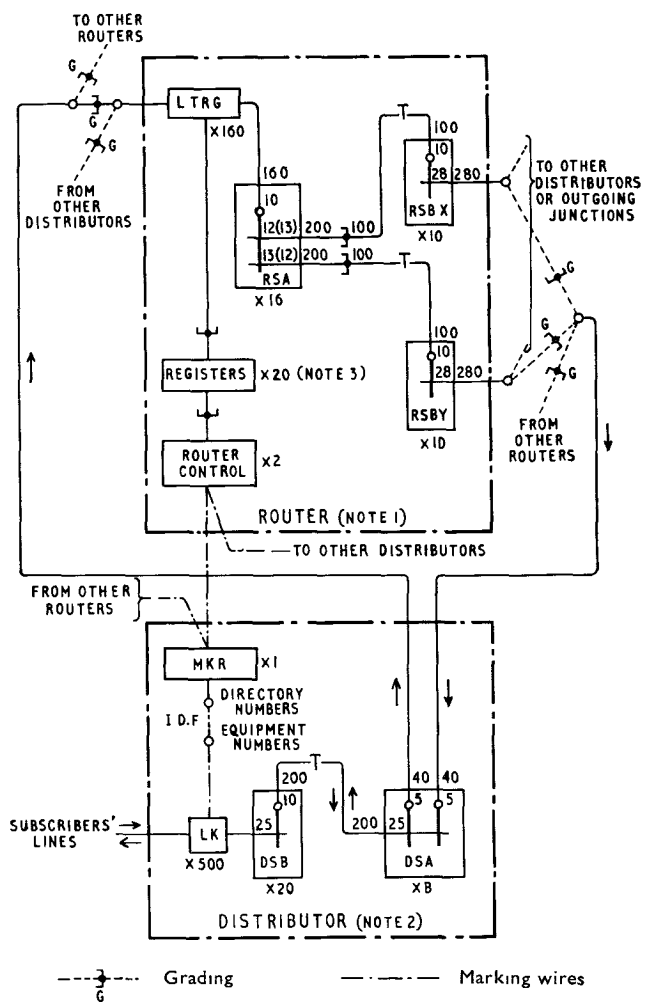 TO OTHER
ROUTERS
G
G
G
FROM
OTHER
DISTRIBUTORS
LTRG
X160
160
10
12(13) 200 100
13(12) 200 100
RSA
X 16
T
100
10
28 280
RSBX
X10
TO OTHER
DISTRIBUTORS
OR OUTGOING
JUNCTIONS
T
100
10
28 280
RSBY
X10
G
G
G
FROM
OTHER
ROUTERS
REGISTERS X20 (NOTE 3)
ROUTER
CONTROL
X2
ROUTER (NOTE 1)
TO OTHER DISTRIBUTORS
FROM OTHER
ROUTERS
MKR X1
DIRECTORY
NUMBERS
I D.F
EQUIPMENT
NUMBERS
SUBSCRIBERS'
LINES
LK
X500
200
10
25
DSB
X20
T
200
40 40
5 5
25
DSA
X8
DISTRIBUTOR (NOTE 2)
G
Grading
Marking wires